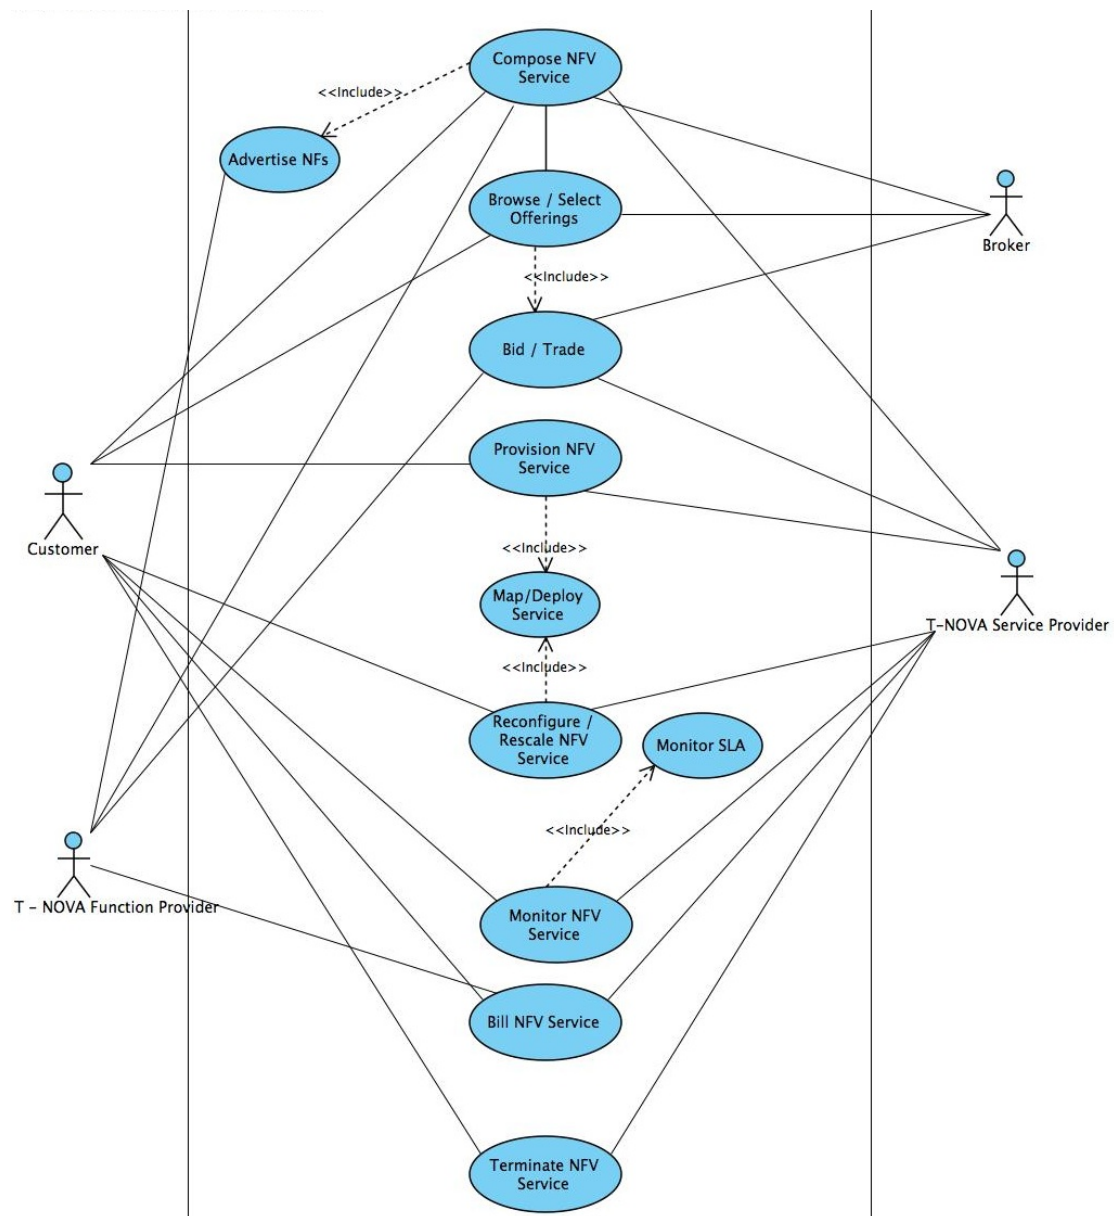 Compose NFV
Service
<<Include>>
Advertise NFs
Browse / Select
Offerings
Broker
<<Include>>
Bid / Trade
Provision NFV
Service
Customer
<<Include>>
Map/Deploy
Service
T-NOVA Service Provider
<<Include>>
Reconfigure /
Rescale NFV
Service
Monitor SLA
<<Include>>
T - NOVA Function Provider
Monitor NFV
Service
Bill NFV Service
Terminate NFV
Service